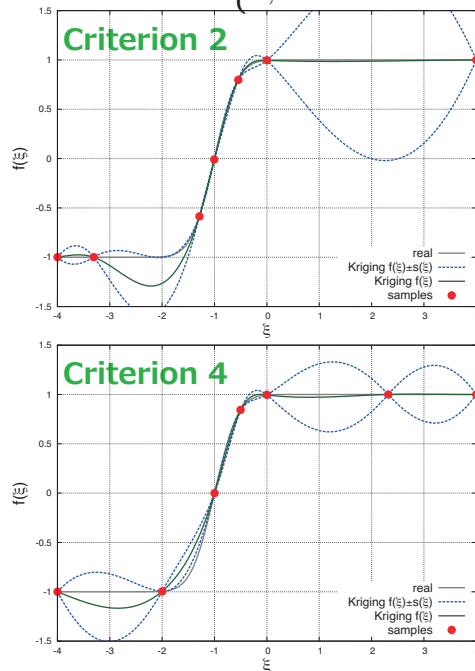 (
1.5
Criterion 2
1
0.5
0
-0.5
-1
-1.5
f(ξ)
real
Kriging f(ξ)±s(ξ)
Kriging f(ξ)
samples
-4 -3 -2 -1 0 1 2 3
ξ
1.5
Criterion 4
1
0.5
0
-0.5
-1
-1.5
f(ξ)
real
Kriging f(ξ)±s(ξ)
Kriging f(ξ)
samples
-4 -3 -2 -1 0 1 2 3
ξ